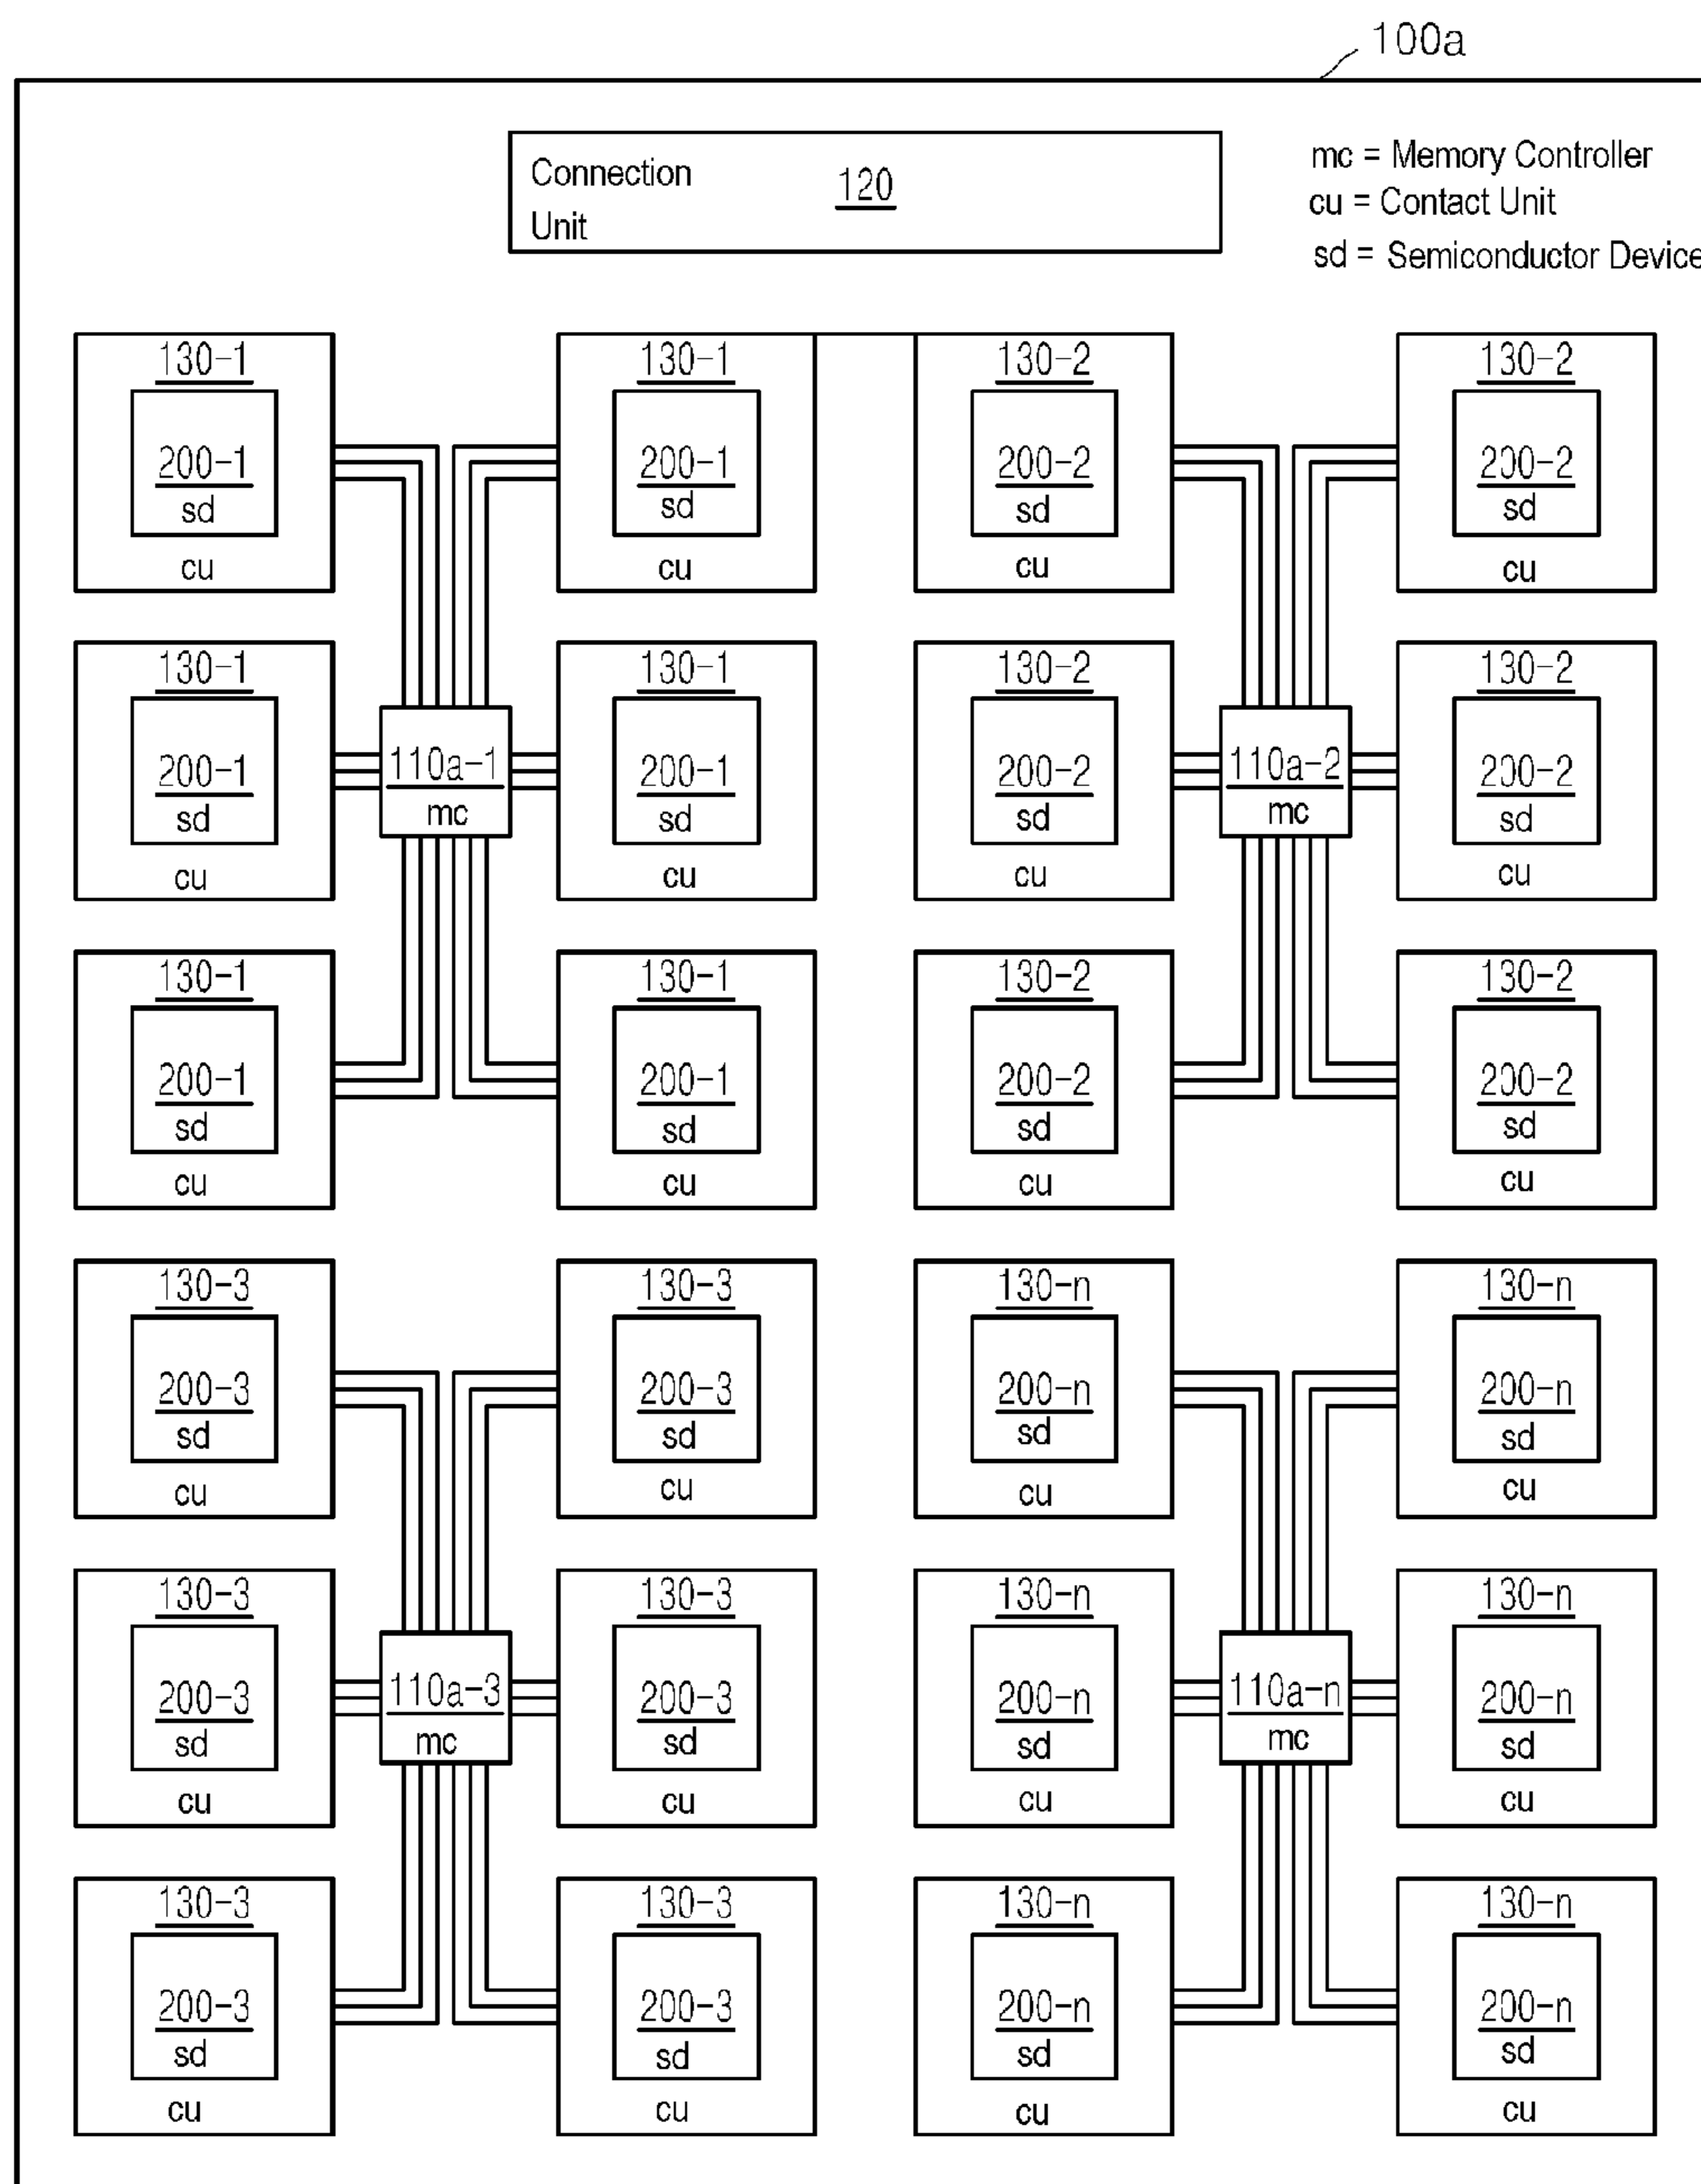 100a
Connection 120
Unit
mc = Memory Controller
cu = Contact Unit
sd = Semiconductor Device
130-1 130-1 130-2 130-2
200-1 200-1 200-2 200-2
sd sd sd sd
cu cu cu cu
130-1 130-1 130-2 130-2
200-1 110a-1 200-1 200-2 110a-2 200-2
sd mc sd sd mc sd
cu cu cu cu
130-1 130-1 130-2 130-2
200-1 200-1 200-2 200-2
sd sd sd sd
cu cu cu cu
130-3 130-3 130-n 130-n
200-3 200-3 200-n 200-n
sd sd sd sd
cu cu cu cu
130-3 130-3 130-n 130-n
200-3 110a-3 200-3 200-n 110a-n 200-n
sd mc sd sd mc sd
cu cu cu cu
130-3 130-3 130-n 130-n
200-3 200-3 200-n 200-n
sd sd sd sd
cu cu cu cu